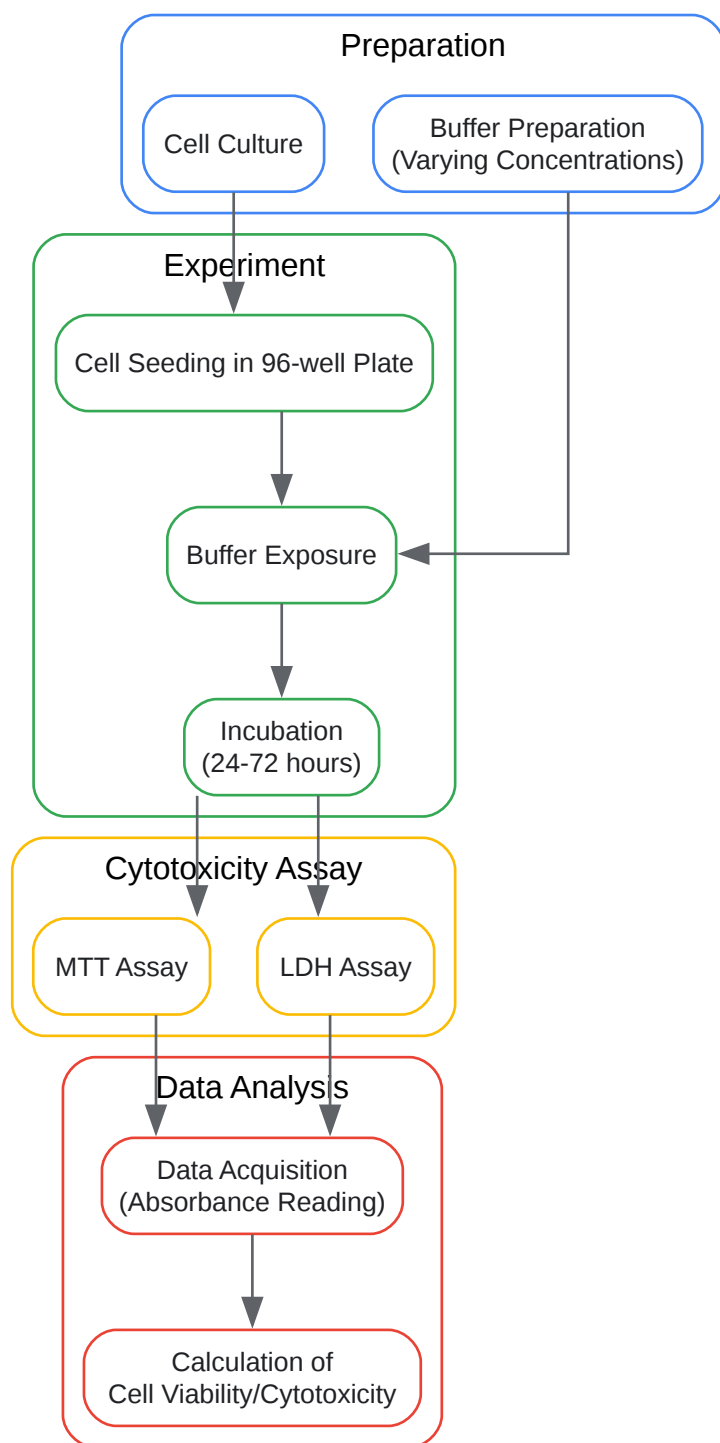 Preparation
Cell Culture
Buffer Preparation
(Varying Concentrations)
Experiment
Cell Seeding in 96-well Plate
Buffer Exposure
Incubation
(24-72 hours)
Cytotoxicity Assay
MTT Assay
LDH Assay
Data Analysis
Data Acquisition
(Absorbance Reading)
Calculation of
Cell Viability/Cytotoxicity